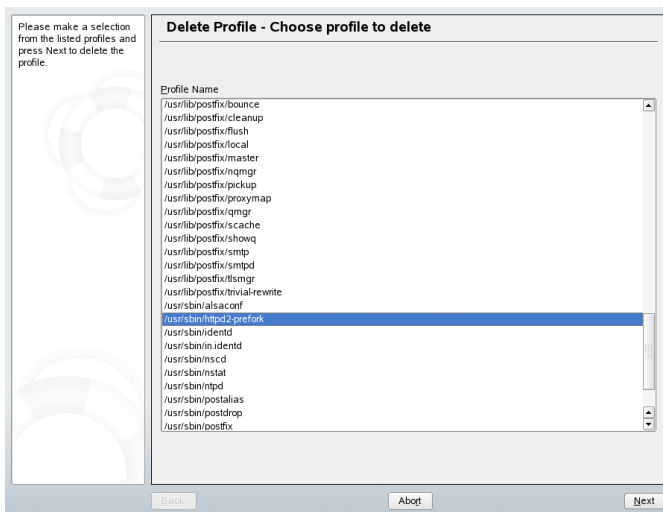 Please make a selection
from the listed profiles and
press Next to delete the
profile.
Delete Profile - Choose profile to delete
Profile Name
/usr/lib/postfix/bounce
/usr/lib/postfix/cleanup
/usr/lib/postfix/flush
/usr/lib/postfix/local
/usr/lib/postfix/master
/usr/lib/postfix/nqmgr
/usr/lib/postfix/pickup
/usr/lib/postfix/proxymap
/usr/lib/postfix/qmgr
/usr/lib/postfix/scache
/usr/lib/postfix/showq
/usr/lib/postfix/smtp
/usr/lib/postfix/smtpd
/usr/lib/postfix/tlsmgr
/usr/lib/postfix/trivial-rewrite
/usr/sbin/alsaconf
/usr/sbin/httpd2-prefork
/usr/sbin/identd
/usr/sbin/in.identd
/usr/sbin/nscd
/usr/sbin/nstat
/usr/sbin/ntpd
/usr/sbin/postalias
/usr/sbin/postdrop
/usr/sbin/postfix
Back
Abort
Next